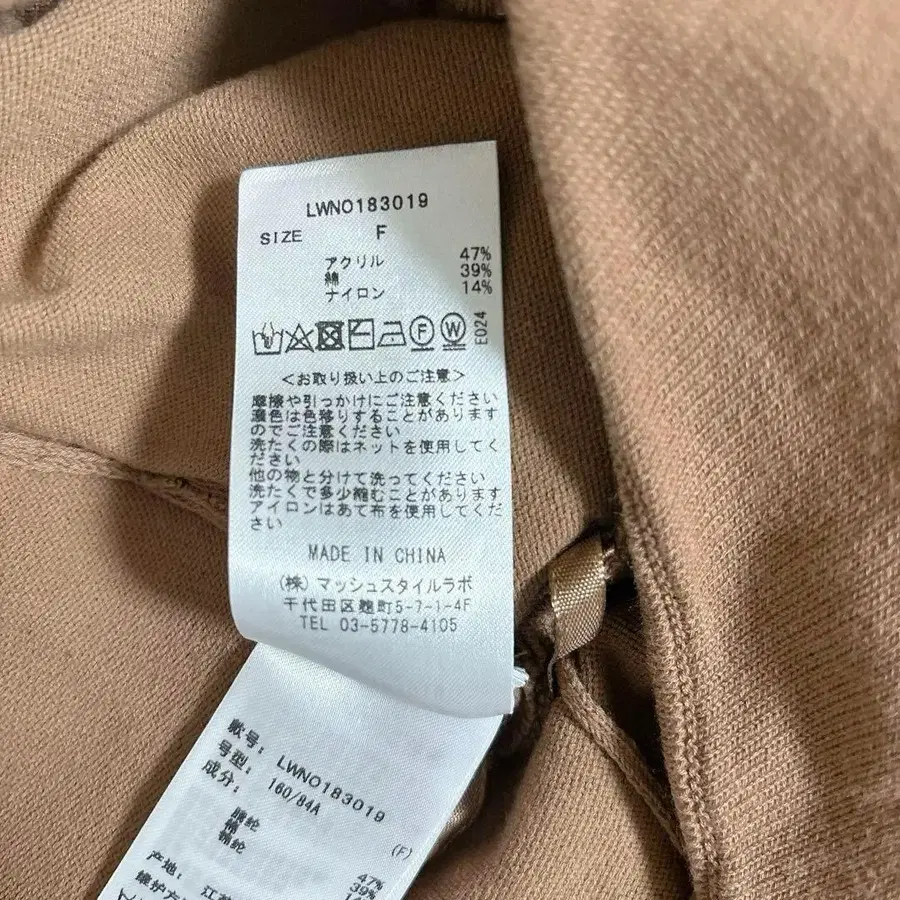 LWNO183019
SIZE F
アクリル 47%
綿 39%
ナイロン 14%
F W
E024
<お取り扱い上のご注意>
摩擦や引っかけにご注意ください
濃色は色移りすることがあります
のでご注意ください
洗たくの際はネットを使用してく
ださい
他の物と分けて洗ってください
洗たくで多少縮むことがあります
アイロンはあて布を使用してくだ
さい
MADE IN CHINA
(株)マッシュスタイルラボ
千代田区麹町5-7-1-4F
TEL 03-5778-4105
款号: LWNO183019
号型: 160/84A (F)
成分:
腈纶 47%
棉 39%
锦纶
产地: